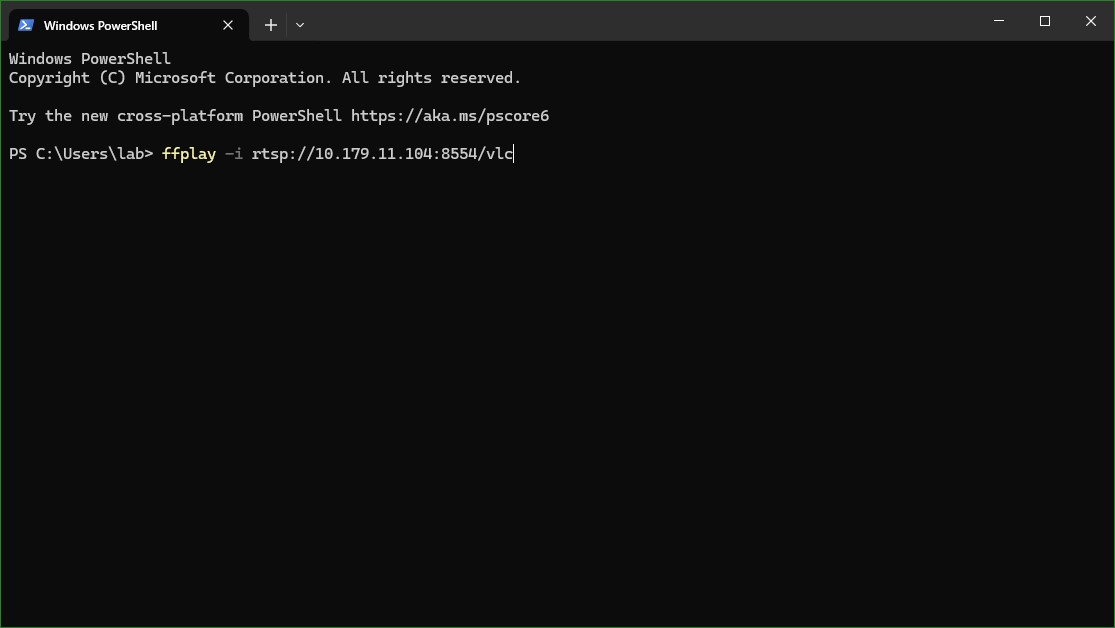 Windows PowerShell
Windows PowerShell
Copyright (C) Microsoft Corporation. All rights reserved.
Try the new cross-platform PowerShell https://aka.ms/pscore6
PS C:\Users\lab> ffplay -i rtsp://10.179.11.104:8554/vlc